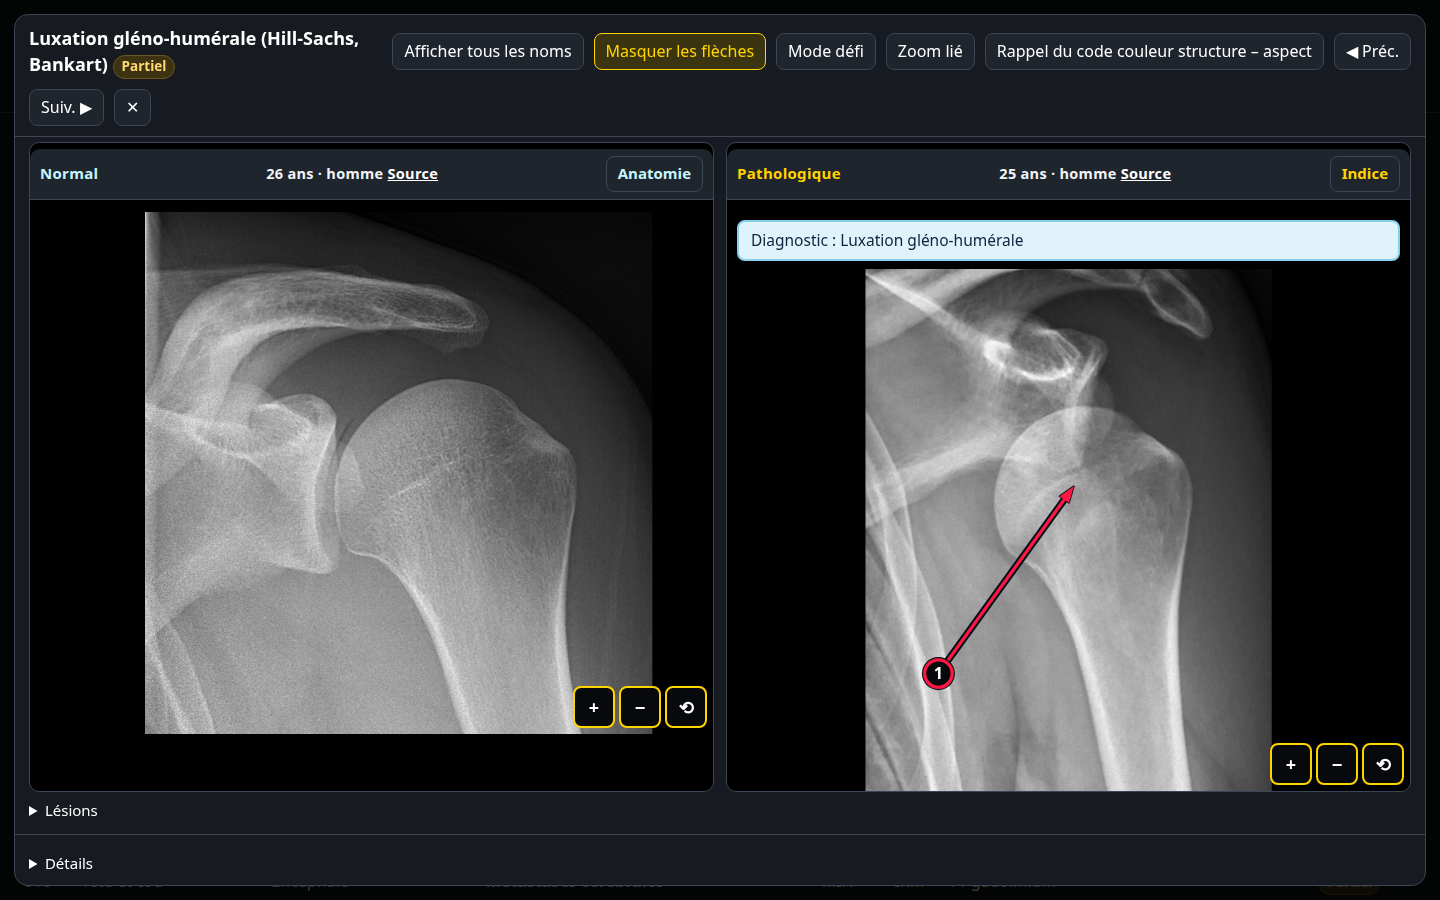 Luxation gléno-humérale (Hill-Sachs, Bankart) Partiel
Afficher tous les noms
Masquer les flèches
Mode défi
Zoom lié
Rappel du code couleur structure – aspect
◀ Préc.
Suiv. ▶
✕
Normal
26 ans · homme Source
Anatomie
Pathologique
25 ans · homme Source
Indice
Diagnostic : Luxation gléno-humérale
1
+
−
⟲
+
−
⟲
▶ Lésions
▶ Détails